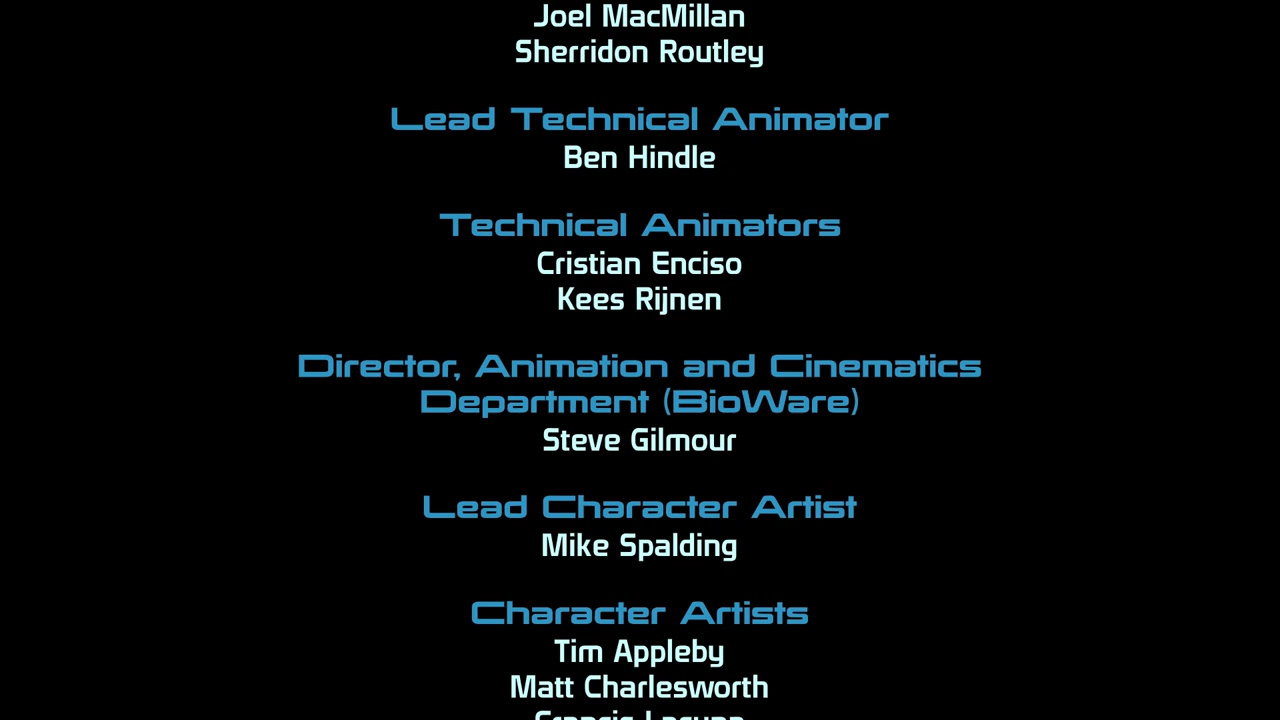 Joel MacMillan
Sherridon Routley
Lead Technical Animator
Ben Hindle
Technical Animators
Cristian Enciso
Kees Rijnen
Director, Animation and Cinematics
Department (BioWare)
Steve Gilmour
Lead Character Artist
Mike Spalding
Character Artists
Tim Appleby
Matt Charlesworth